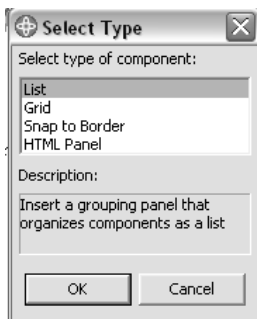 Select Type
Select type of component:
List
Grid
Snap to Border
HTML Panel
Description:
Insert a grouping panel that
organizes components as a list
OK
Cancel